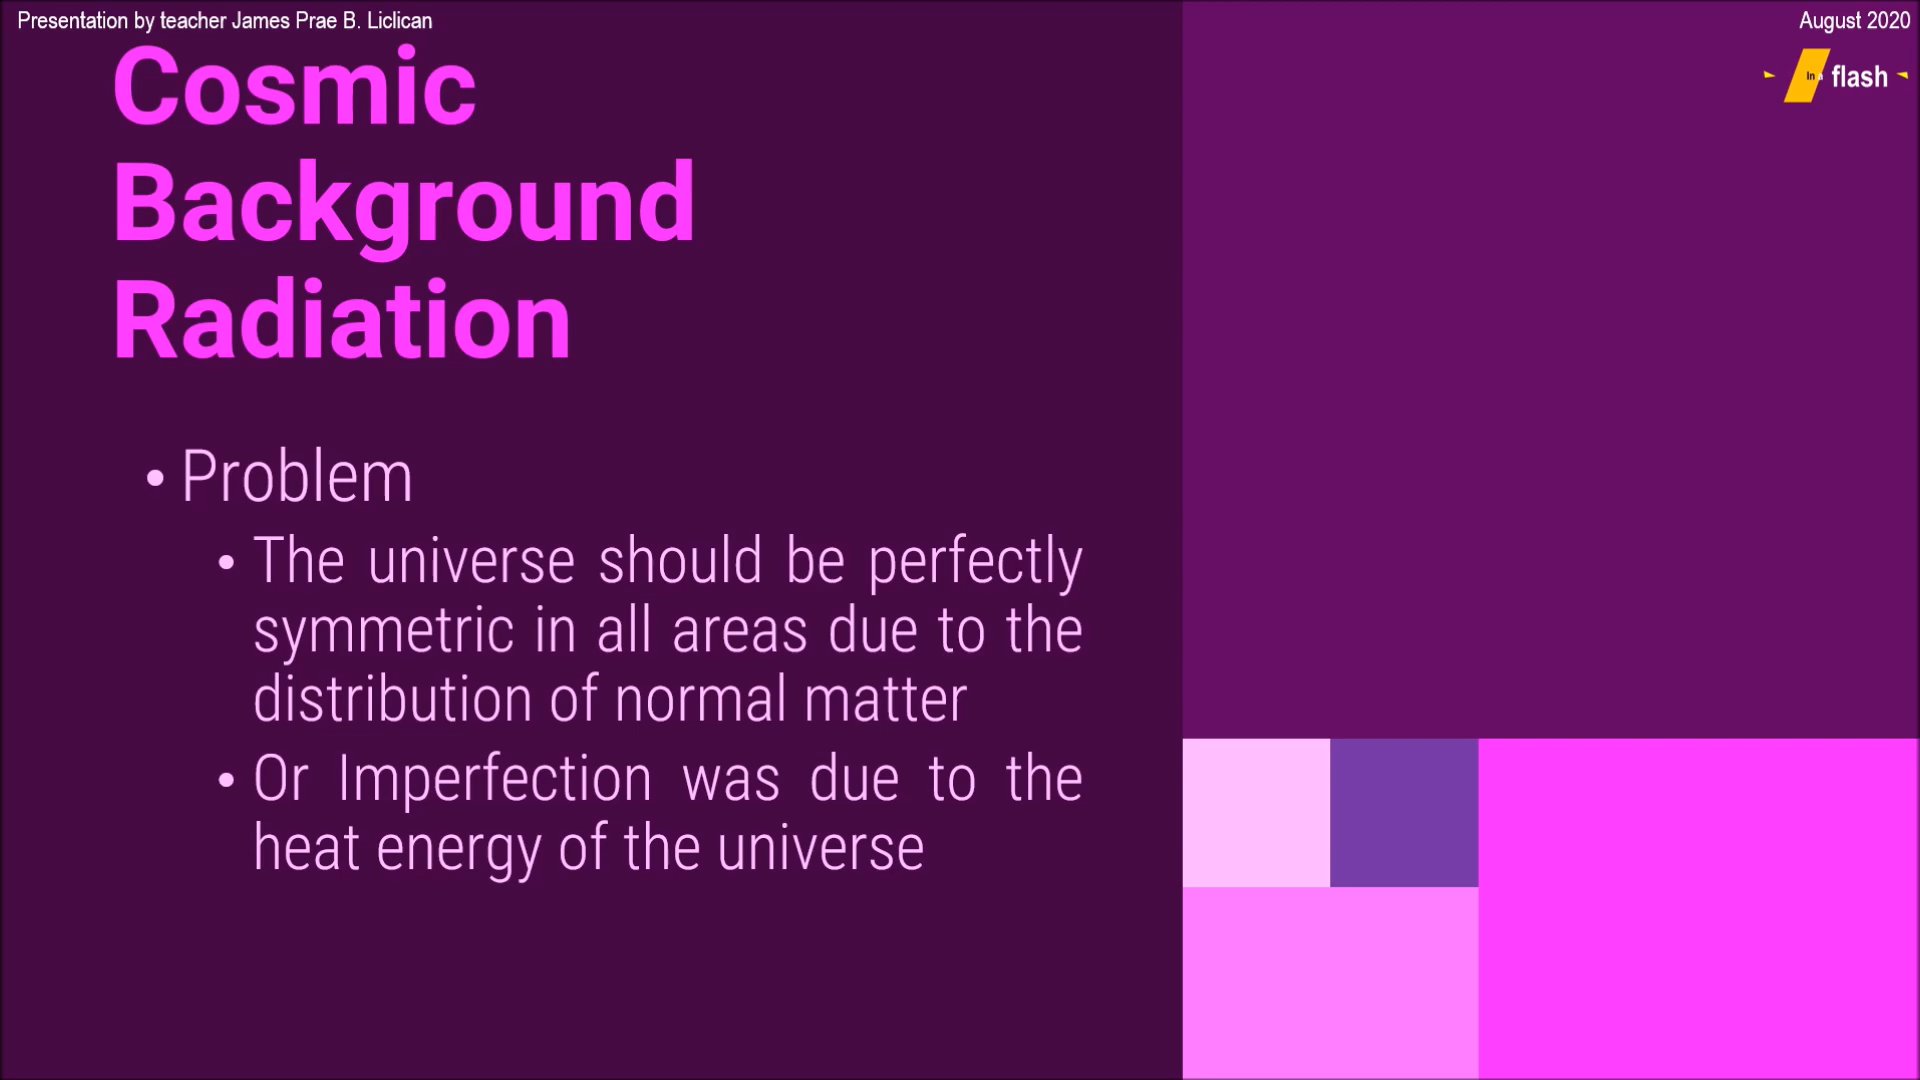 Presentation by teacher James Prae B. Liclican
August 2020
In a flash
Cosmic
Background
Radiation
• Problem
• The universe should be perfectly
symmetric in all areas due to the
distribution of normal matter
• Or Imperfection was due to the
heat energy of the universe